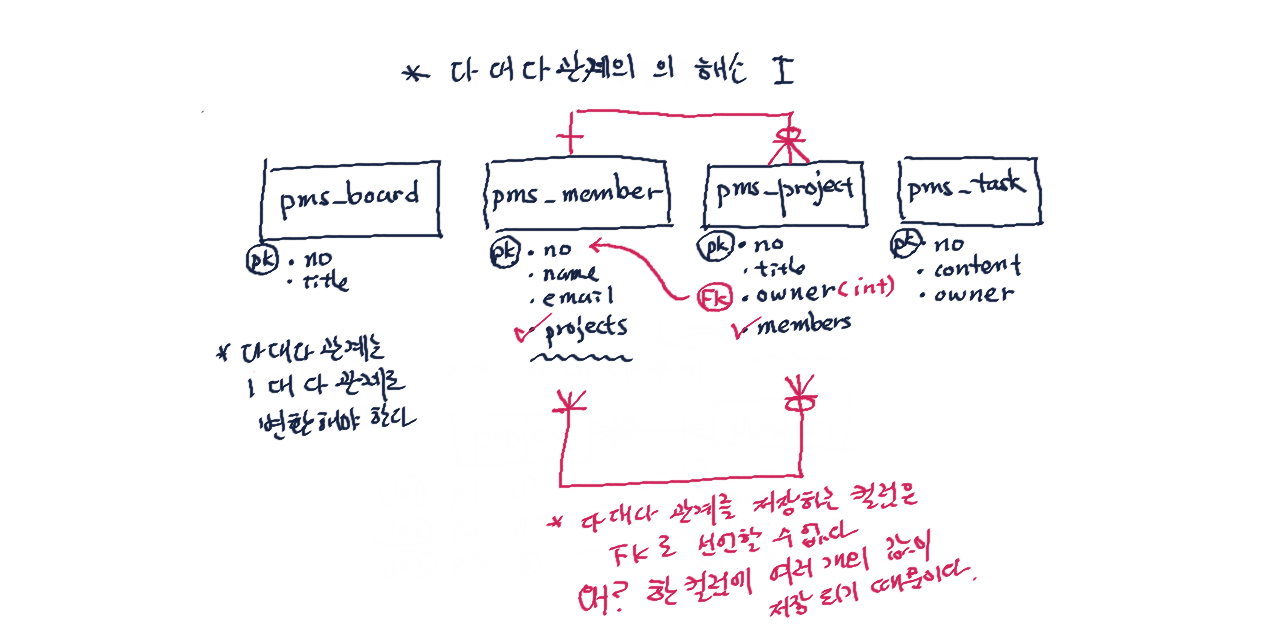 * 다대다관계의 의 해소 I
pms_board
pms_member
pms_project
pms_task
pk • no
• title
pk • no
• name
• email
• projects
pk • no
• title
Fk • owner(int)
• members
pk • no
• content
• owner
* 다대다 관계는
1 대 다 관계로
변환해야 한다
* 다대다 관계를 저장하는 컬럼은
FK로 선언할 수 없다
왜? 한 컬럼에 여러 개의 값이
저장 되기 때문이다.